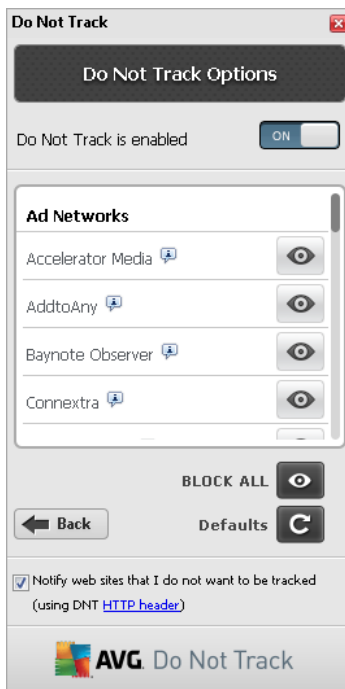 Do Not Track
Do Not Track Options
Do Not Track is enabled
ON
Ad Networks
Accelerator Media
AddtoAny
Baynote Observer
Connextra
BLOCK ALL
Back
Defaults
Notify web sites that I do not want to be tracked
(using DNT HTTP header)
AVG. Do Not Track